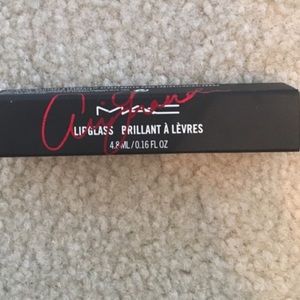 MAC
LIPGLASS BRILLANT À LÈVRES
4.8 ML / 0.16 FL OZ